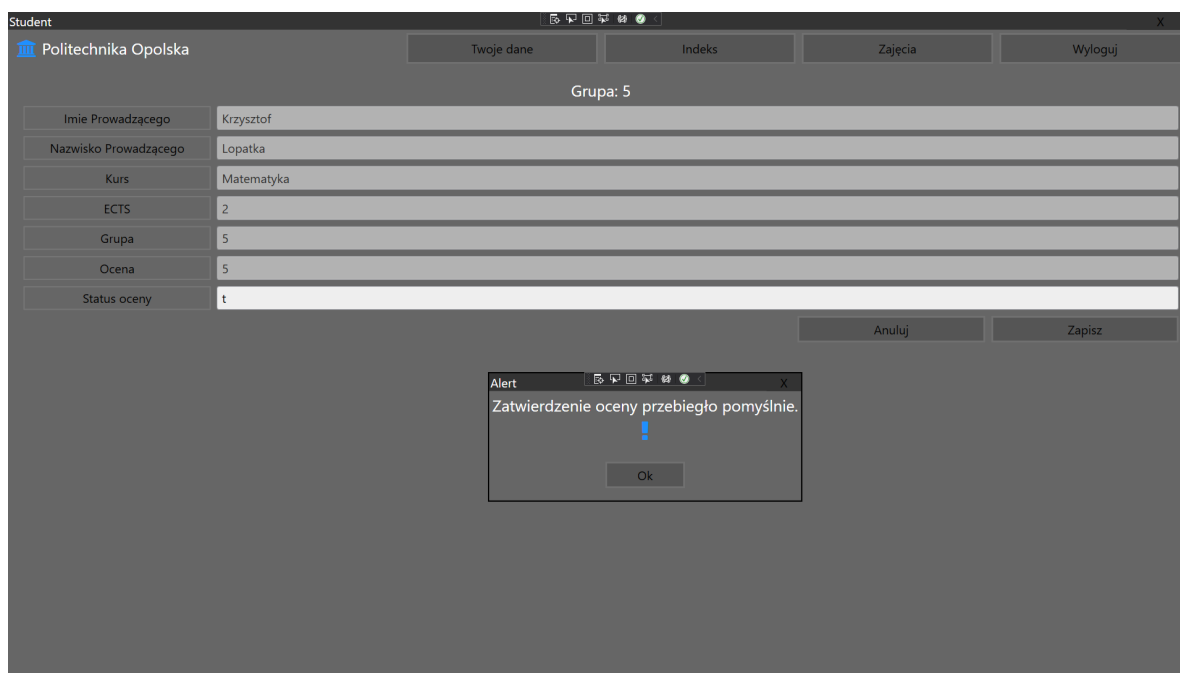 Student X
Politechnika Opolska Twoje dane Indeks Zajęcia Wyloguj
Grupa: 5
Imie Prowadzącego Krzysztof
Nazwisko Prowadzącego Lopatka
Kurs Matematyka
ECTS 2
Grupa 5
Ocena 5
Status oceny t
Anuluj Zapisz
Alert X
Zatwierdzenie oceny przebiegło pomyślnie.
!
Ok